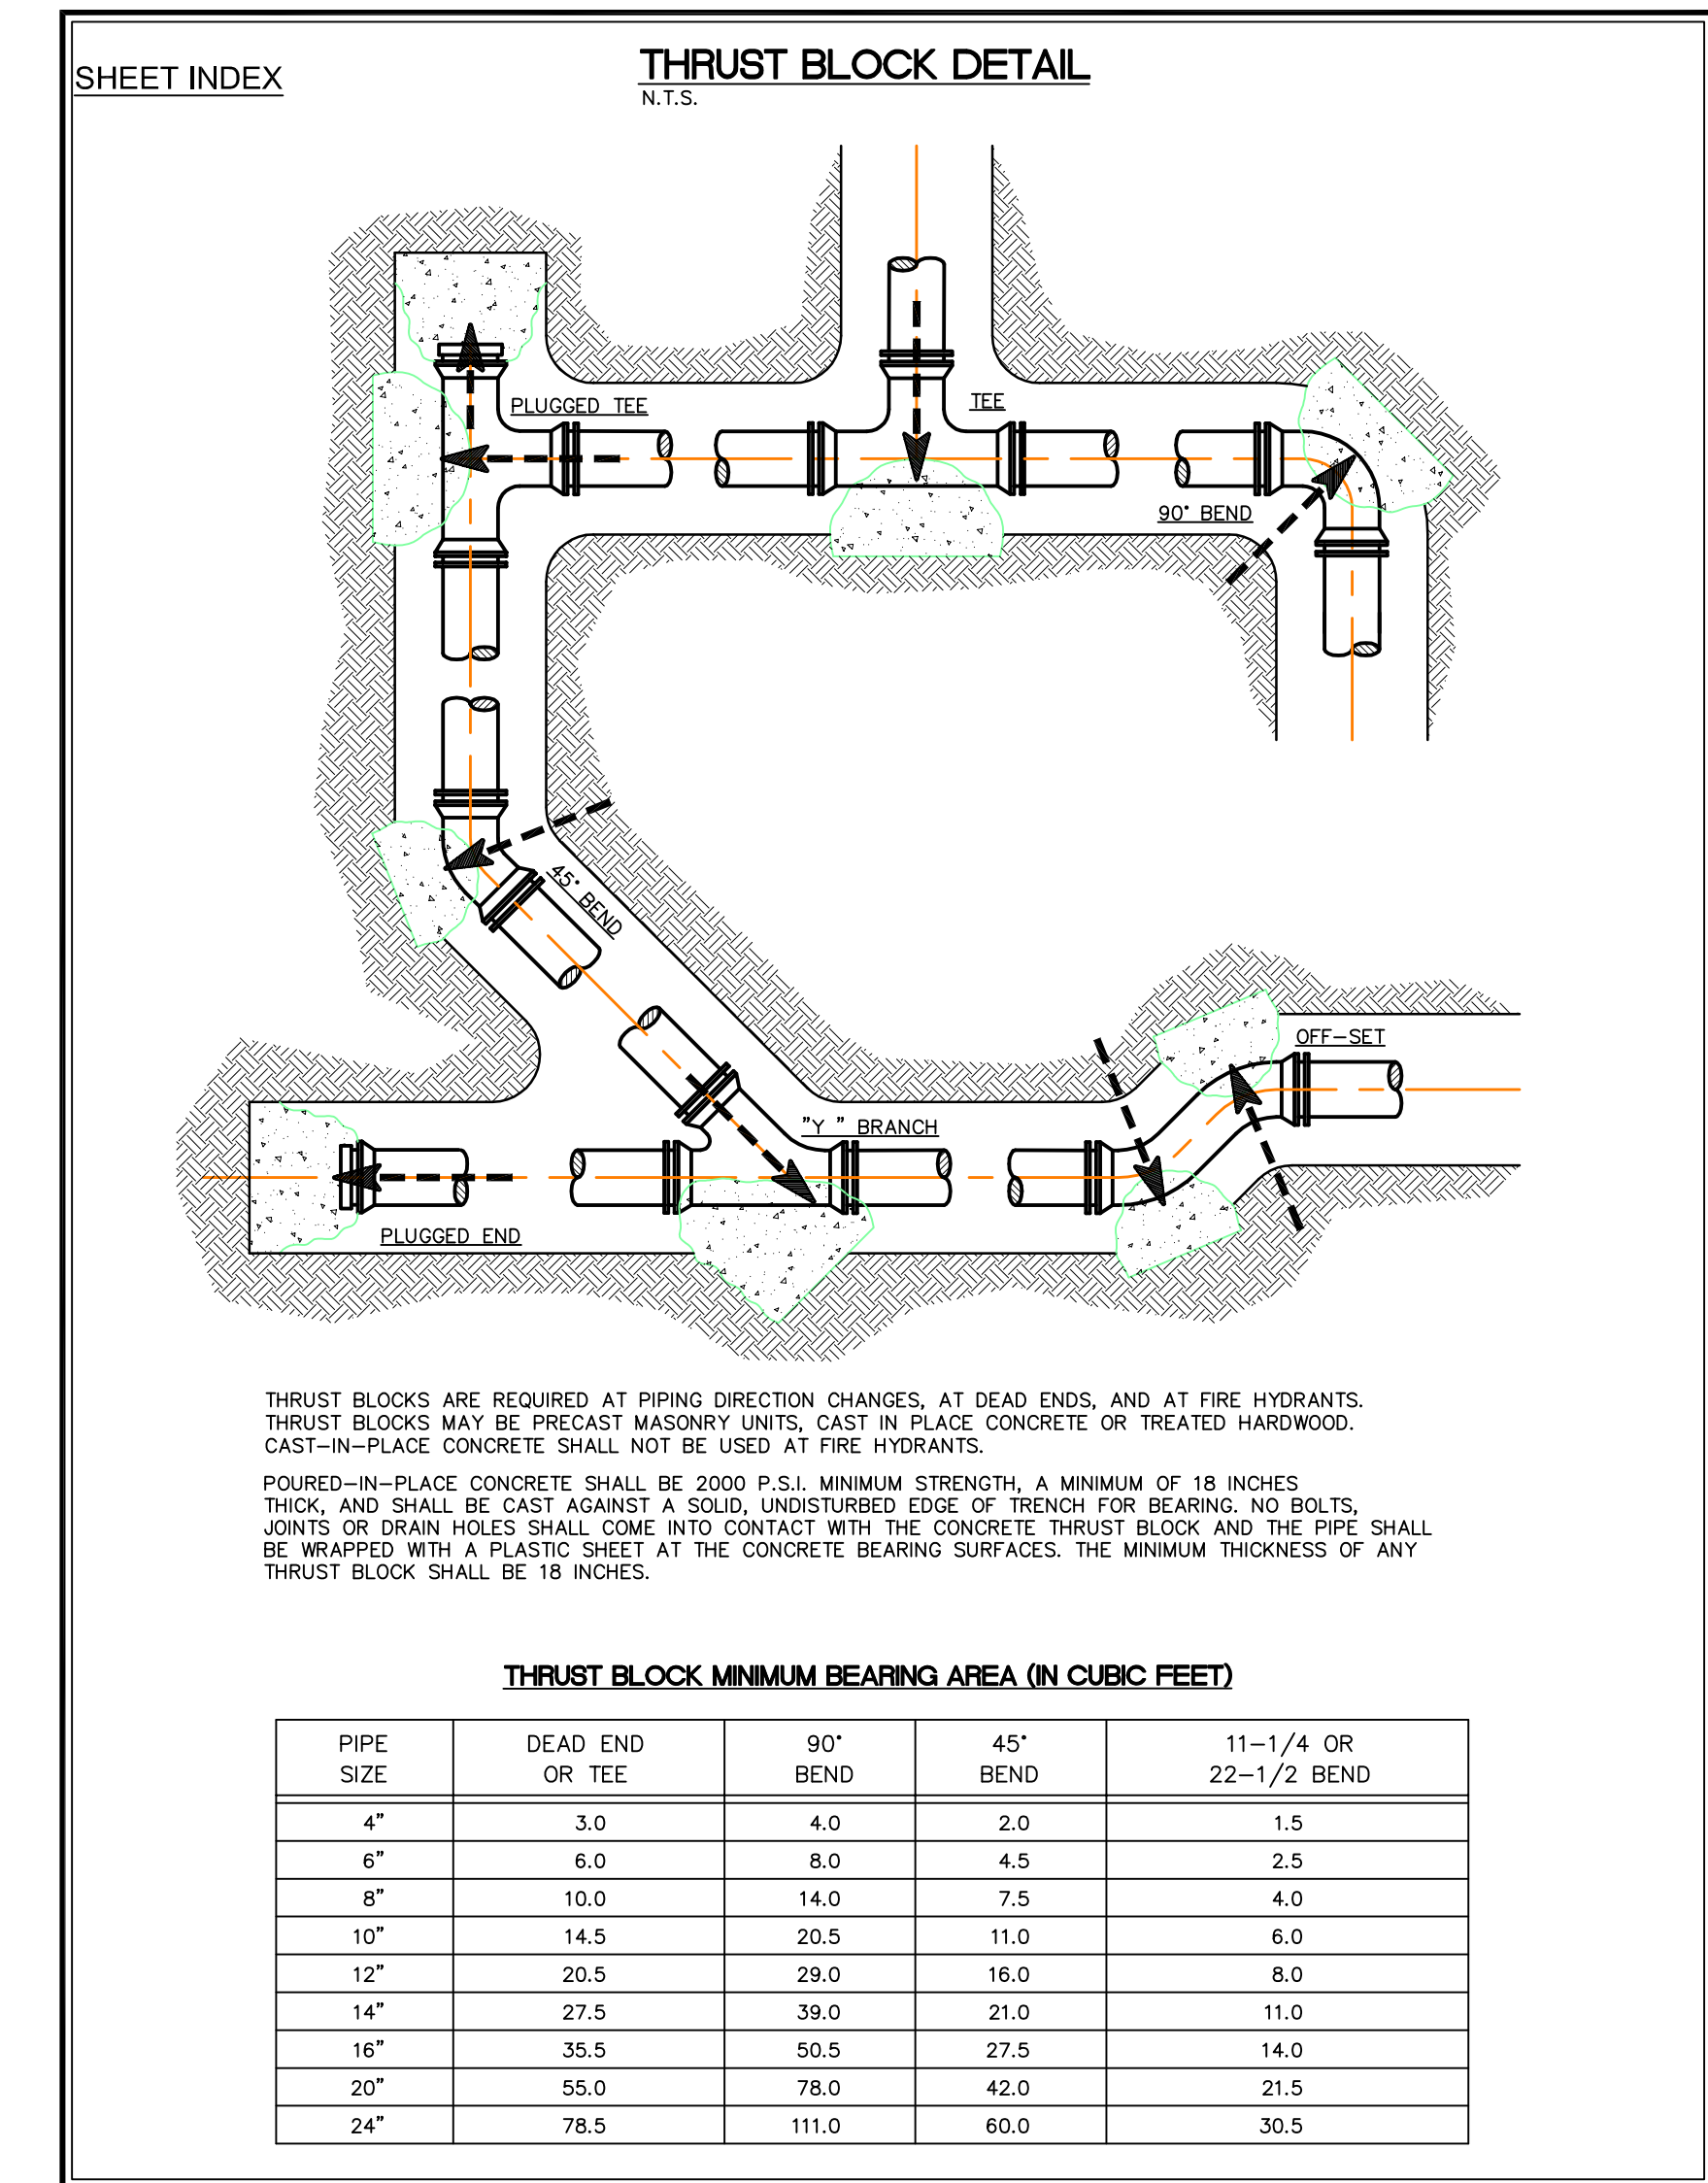 SHEET INDEX
THRUST BLOCK DETAIL
N.T.S.
PLUGGED TEE
TEE
90° BEND
45° BEND
OFF-SET
"Y " BRANCH
PLUGGED END
THRUST BLOCKS ARE REQUIRED AT PIPING DIRECTION CHANGES, AT DEAD ENDS, AND AT FIRE HYDRANTS.
THRUST BLOCKS MAY BE PRECAST MASONRY UNITS, CAST IN PLACE CONCRETE OR TREATED HARDWOOD.
CAST-IN-PLACE CONCRETE SHALL NOT BE USED AT FIRE HYDRANTS.
POURED-IN-PLACE CONCRETE SHALL BE 2000 P.S.I. MINIMUM STRENGTH, A MINIMUM OF 18 INCHES
THICK, AND SHALL BE CAST AGAINST A SOLID, UNDISTURBED EDGE OF TRENCH FOR BEARING. NO BOLTS,
JOINTS OR DRAIN HOLES SHALL COME INTO CONTACT WITH THE CONCRETE THRUST BLOCK AND THE PIPE SHALL
BE WRAPPED WITH A PLASTIC SHEET AT THE CONCRETE BEARING SURFACES. THE MINIMUM THICKNESS OF ANY
THRUST BLOCK SHALL BE 18 INCHES.
THRUST BLOCK MINIMUM BEARING AREA (IN CUBIC FEET)
PIPE DEAD END 90° 45° 11-1/4 OR
SIZE OR TEE BEND BEND 22-1/2 BEND
4" 3.0 4.0 2.0 1.5
6" 6.0 8.0 4.5 2.5
8" 10.0 14.0 7.5 4.0
10" 14.5 20.5 11.0 6.0
12" 20.5 29.0 16.0 8.0
14" 27.5 39.0 21.0 11.0
16" 35.5 50.5 27.5 14.0
20" 55.0 78.0 42.0 21.5
24" 78.5 111.0 60.0 30.5